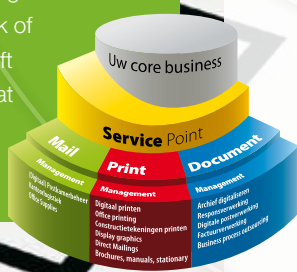 k of
ft
at
Uw core business
Service Point
Mail
Management
Digitaal Postkamerbeheer
Kantoorlogistiek
Office supplies
Print
Management
Digitaal printen
Office printing
Constructietekeningen printen
Display graphics
Direct Mailings
Brochures, manuals, stationary
Document
Management
Archief digitaliseren
Responsverwerking
Digitale postverwerking
Factuurverwerking
Business process outsourcing